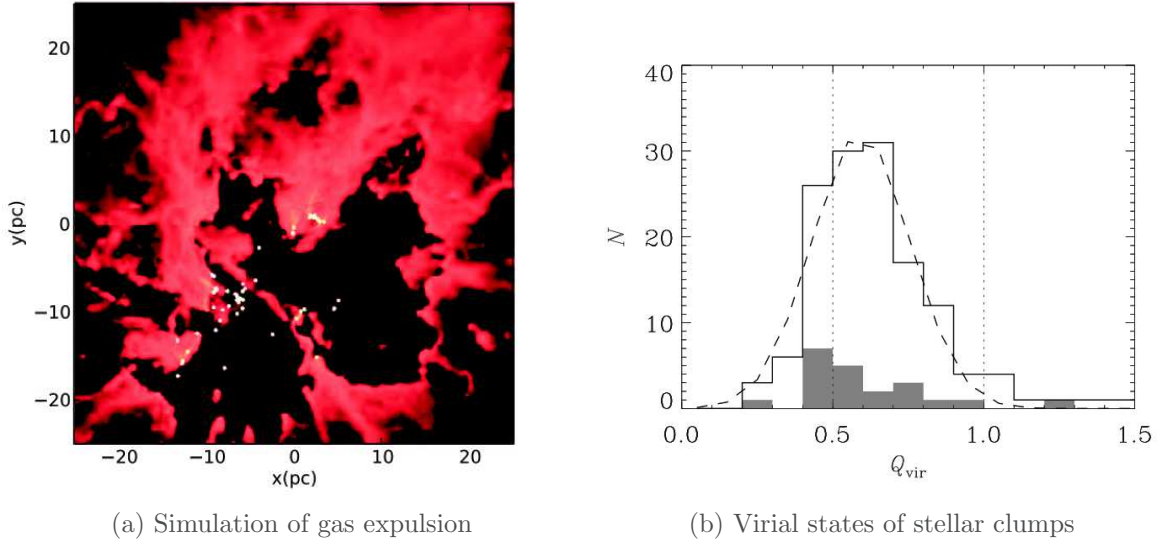 20
10
0
−10
−20
y(pc)
−20 −10 0 10 20
x(pc)
(a) Simulation of gas expulsion
40
30
20
10
0
N
0.0 0.5 1.0 1.5
Qvir
(b) Virial states of stellar clumps